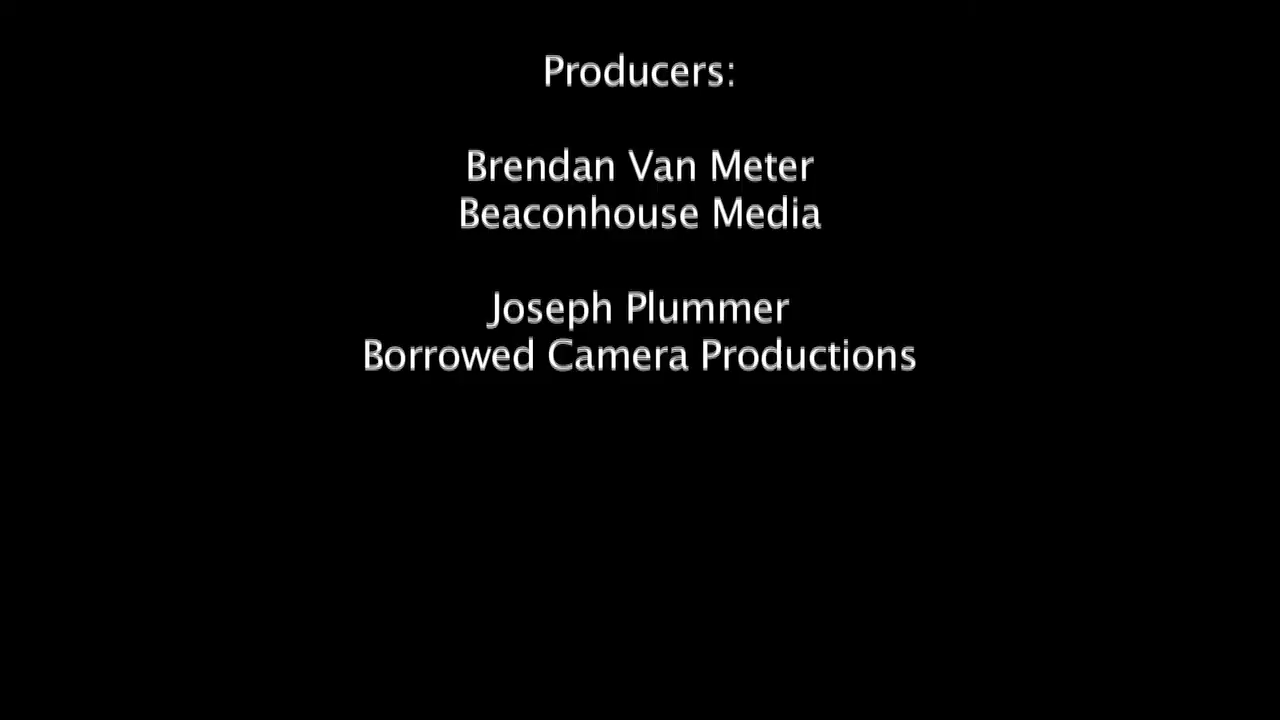 Producers:
Brendan Van Meter
Beaconhouse Media
Joseph Plummer
Borrowed Camera Productions